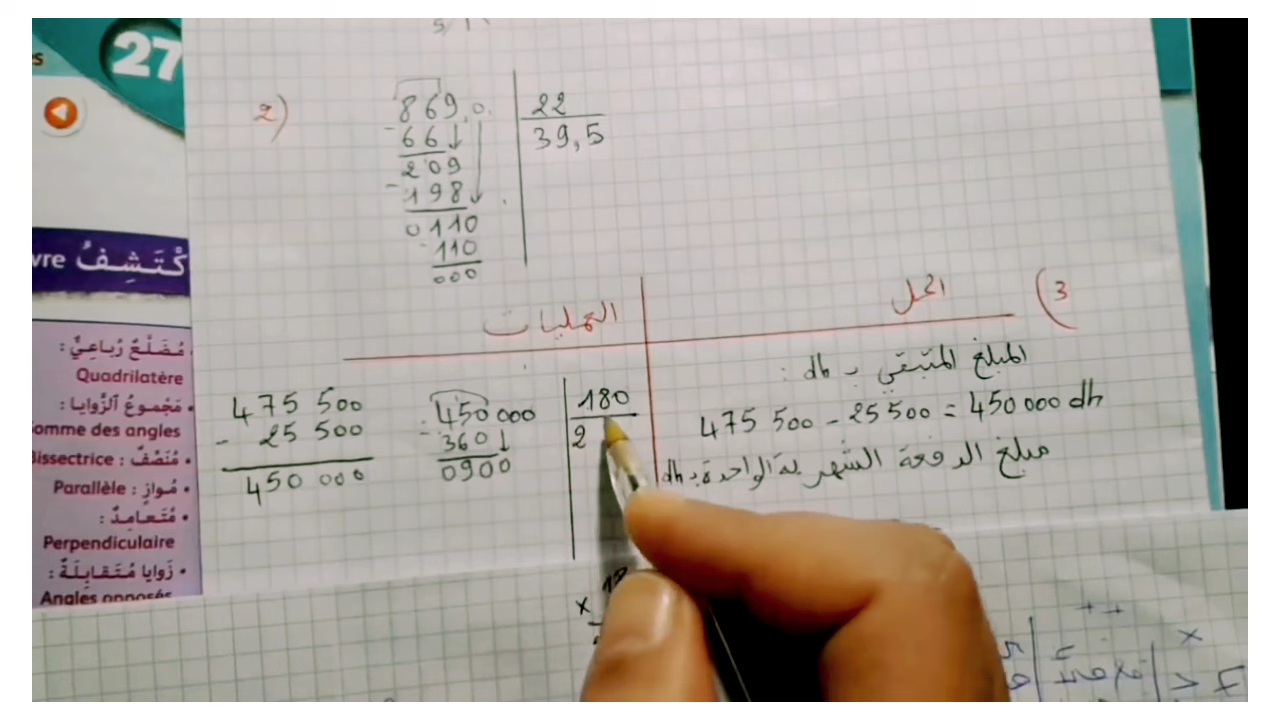 27
2)
869,0 | 22
- 66 | 39,5
209
- 198
0110
- 110
000
3)
الحل
العمليات
المبلغ المتبقي بـ dh :
475 500 - 25 500 = 450 000 dh
مبلغ الدفعة الشهرية الواحدة بـ dh
475 500
- 25 500
450 000
450 000 | 180
- 360 | 2
0900
x
كْتَشِفُ vre
مُضَلَّعٌ رُباعِيٌّ :
Quadrilatère
• مَجْموعُ ٱلزَّوايا :
omme des angles
• مُنَصِّفٌ : Bissectrice
• مُوازٍ : Parallèle
• مُتَعامِدٌ :
Perpendiculaire
• زَوايا مُتَقابِلَةٌ :
Angles opposés